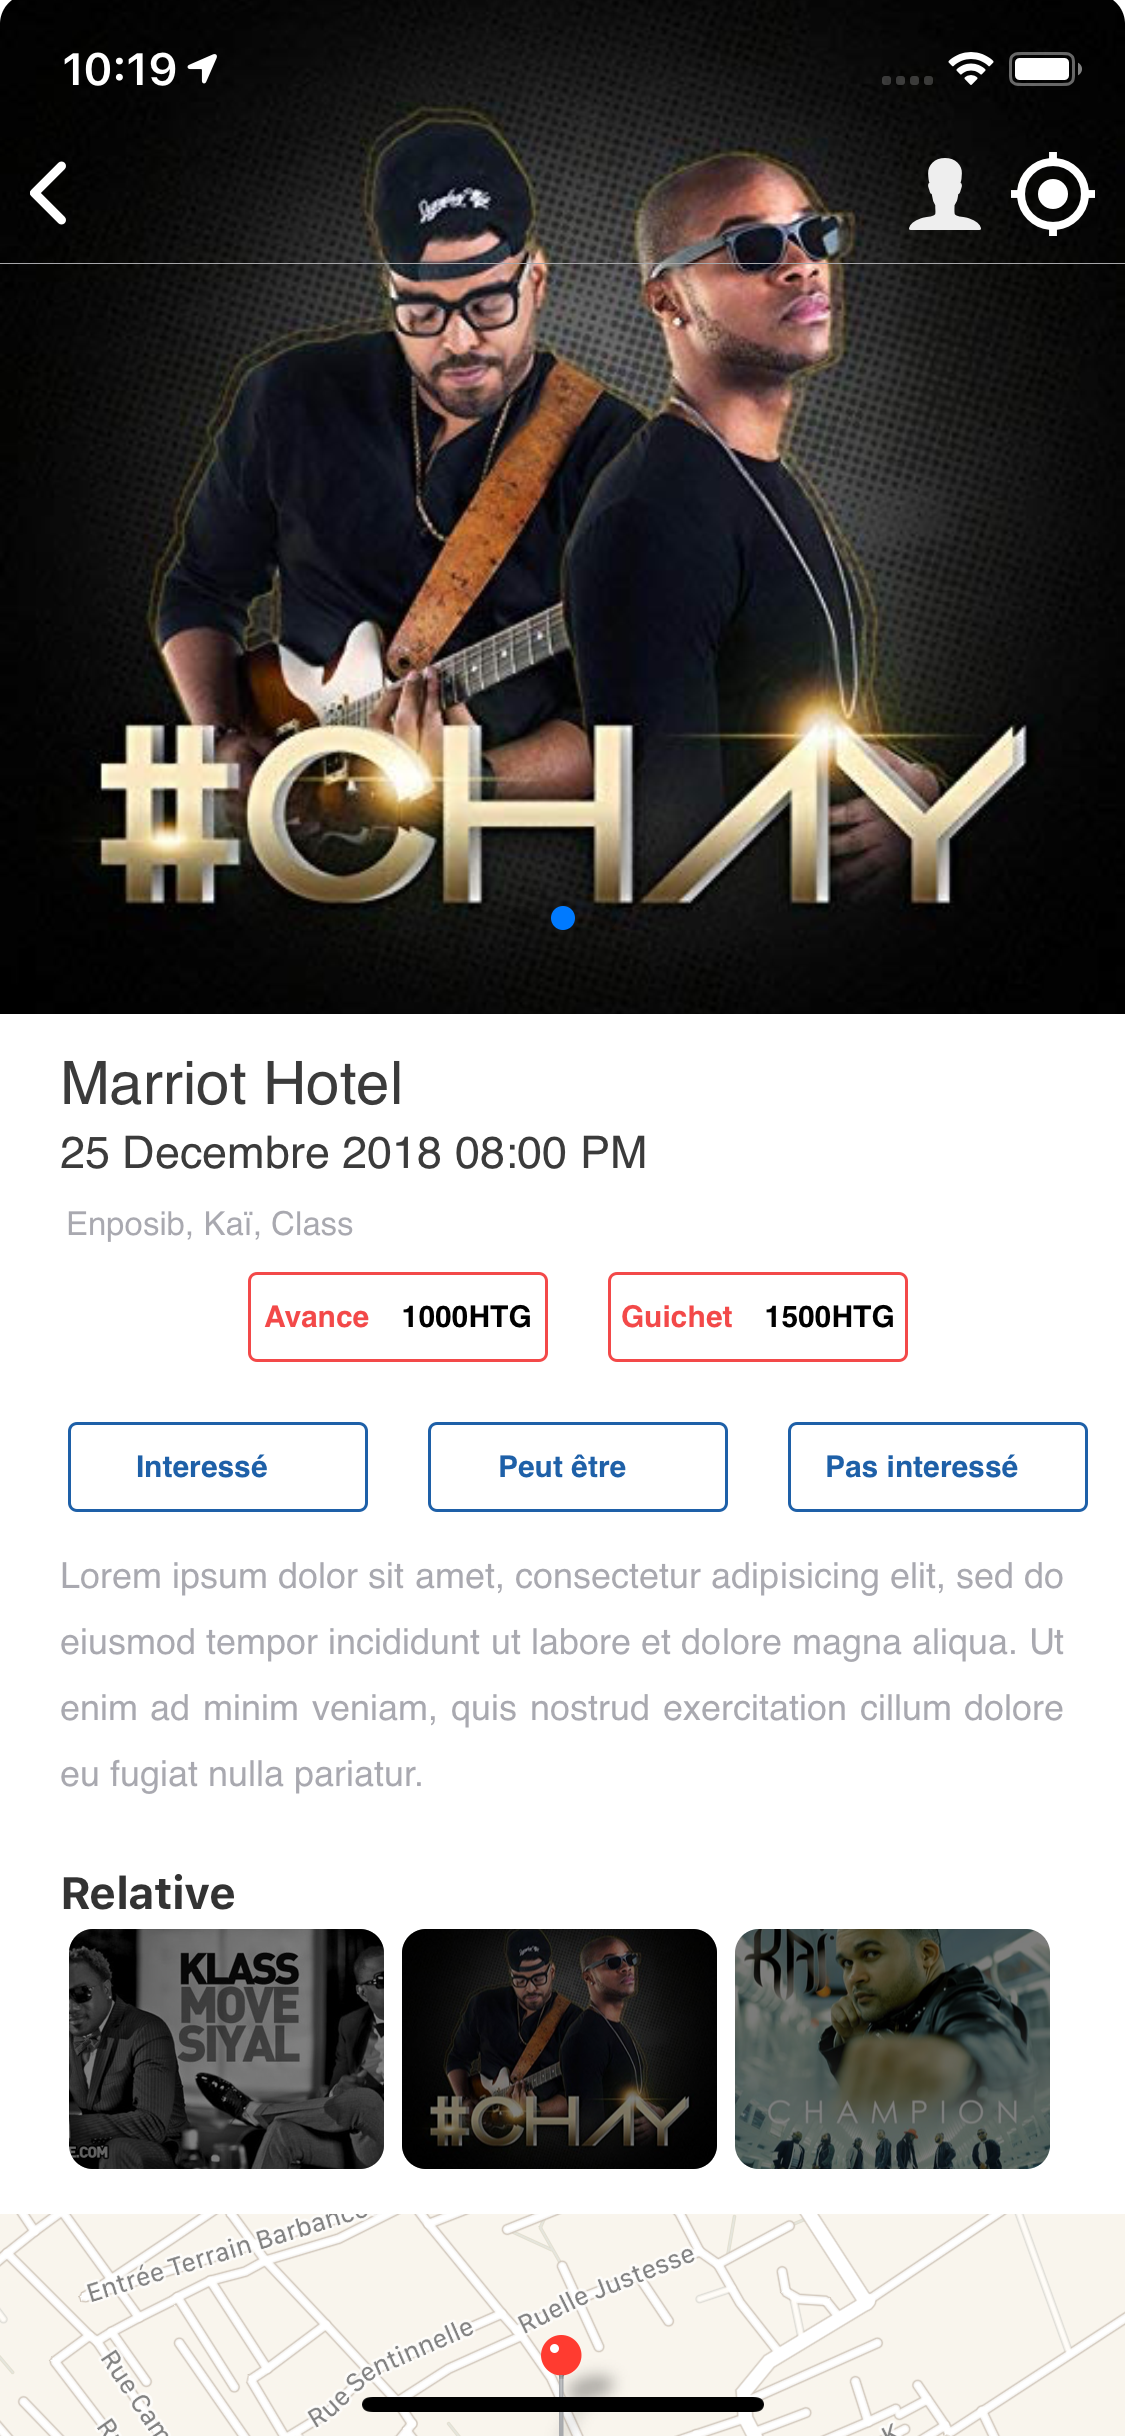 10:19
#CHAY
Marriot Hotel
25 Decembre 2018 08:00 PM
Enposib, Kaï, Class
Avance 1000HTG
Guichet 1500HTG
Interessé
Peut être
Pas interessé
Lorem ipsum dolor sit amet, consectetur adipisicing elit, sed do
eiusmod tempor incididunt ut labore et dolore magna aliqua. Ut
enim ad minim veniam, quis nostrud exercitation cillum dolore
eu fugiat nulla pariatur.
Relative
KLASS
MOVE
SIYAL
E.COM
#CHAY
CHAMPION
Entrée Terrain Barbanc
Ruelle Justesse
Rue Sentinnelle
Rue Cam